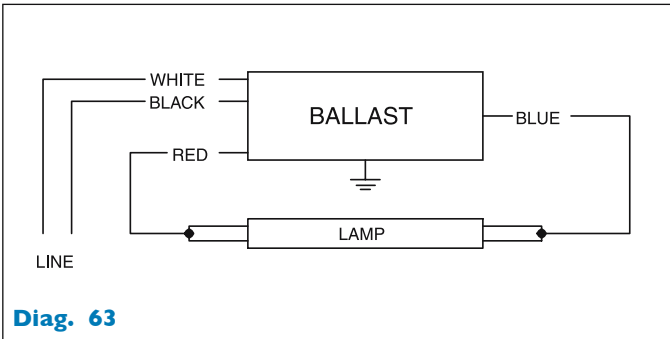 WHITE
BLACK
BALLAST
BLUE
RED
LAMP
LINE
Diag. 63